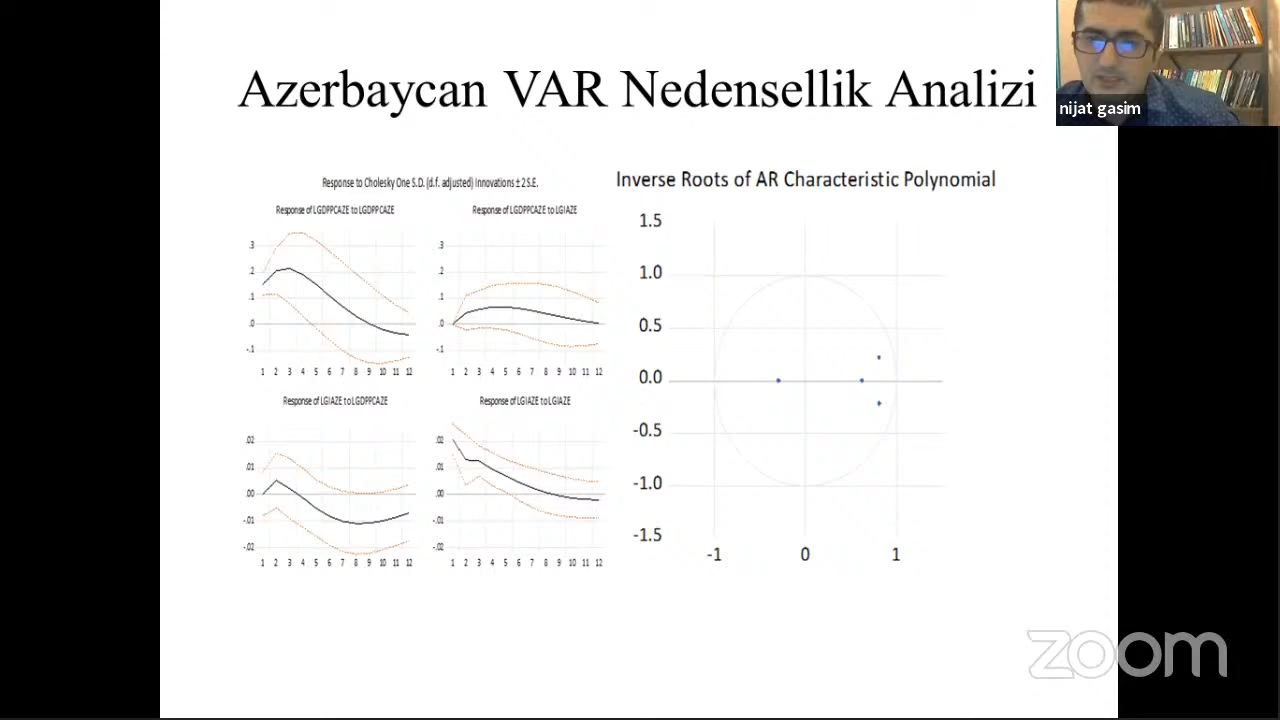 Azerbaycan VAR Nedensellik Analizi
nijat gasim
Response to Cholesky One S.D. (d.f. adjusted) Innovations ± 2 S.E.
Response of LGDPPCAZE to LGDPPCAZE
.3
.2
.1
.0
-.1
1 2 3 4 5 6 7 8 9 10 11 12
Response of LGDPPCAZE to LGIAZE
.3
.2
.1
.0
-.1
1 2 3 4 5 6 7 8 9 10 11 12
Response of LGIAZE to LGDPPCAZE
.02
.01
.00
-.01
-.02
1 2 3 4 5 6 7 8 9 10 11 12
Response of LGIAZE to LGIAZE
.02
.01
.00
-.01
-.02
1 2 3 4 5 6 7 8 9 10 11 12
Inverse Roots of AR Characteristic Polynomial
1.5
1.0
0.5
0.0
-0.5
-1.0
-1.5
-1 0 1
zoom